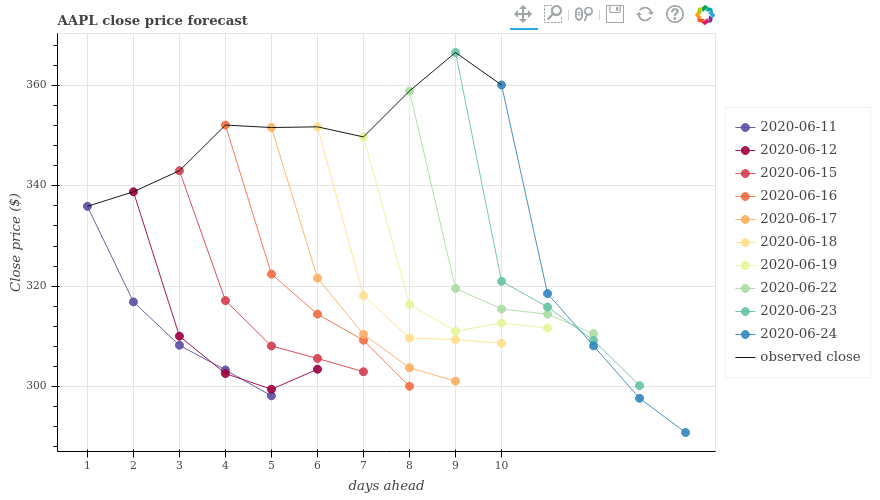 AAPL close price forecast
Close price ($)
360
340
320
300
1 2 3 4 5 6 7 8 9 10
days ahead
2020-06-11
2020-06-12
2020-06-15
2020-06-16
2020-06-17
2020-06-18
2020-06-19
2020-06-22
2020-06-23
2020-06-24
observed close